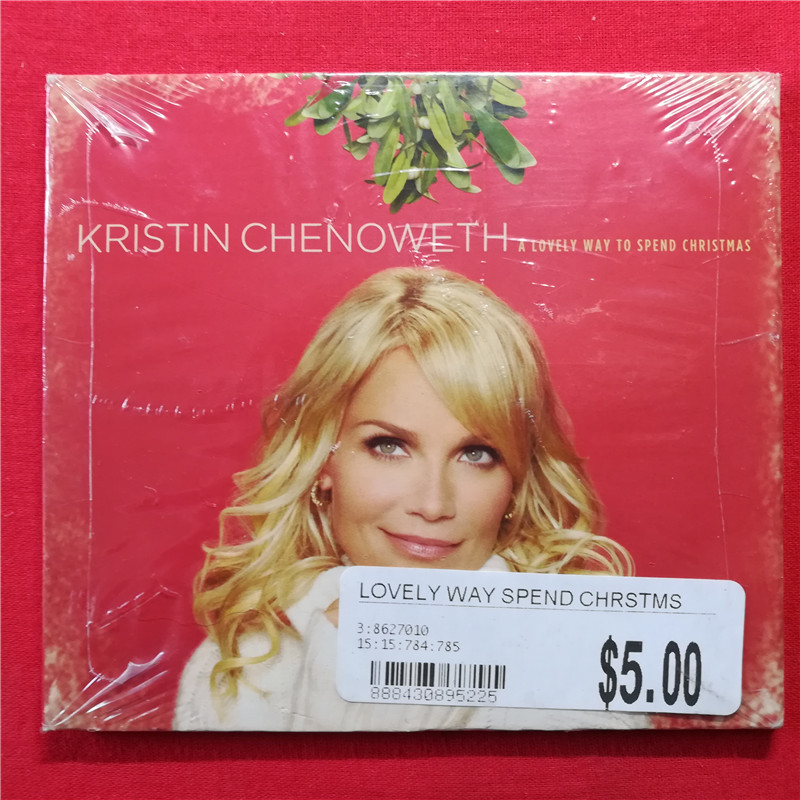 KRISTIN CHENOWETH A LOVELY WAY TO SPEND CHRISTMAS
LOVELY WAY SPEND CHRSTMS
3:8627010
15:15:784:785
$5.00
888430895225